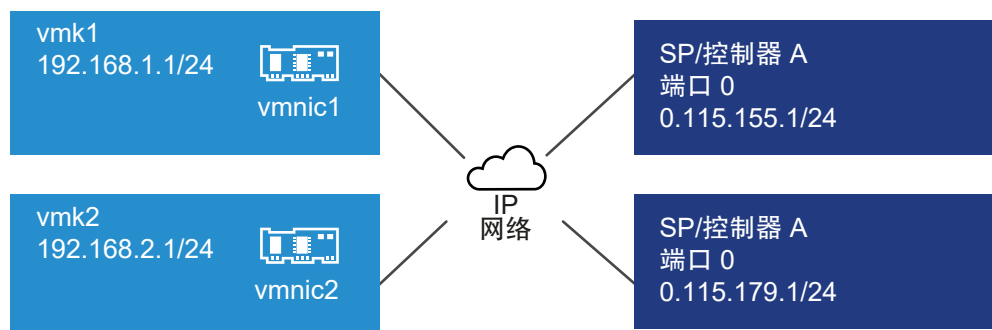 vmk1
192.168.1.1/24
vmnic1
SP/控制器 A
端口 0
0.115.155.1/24
IP
网络
vmk2
192.168.2.1/24
vmnic2
SP/控制器 A
端口 0
0.115.179.1/24